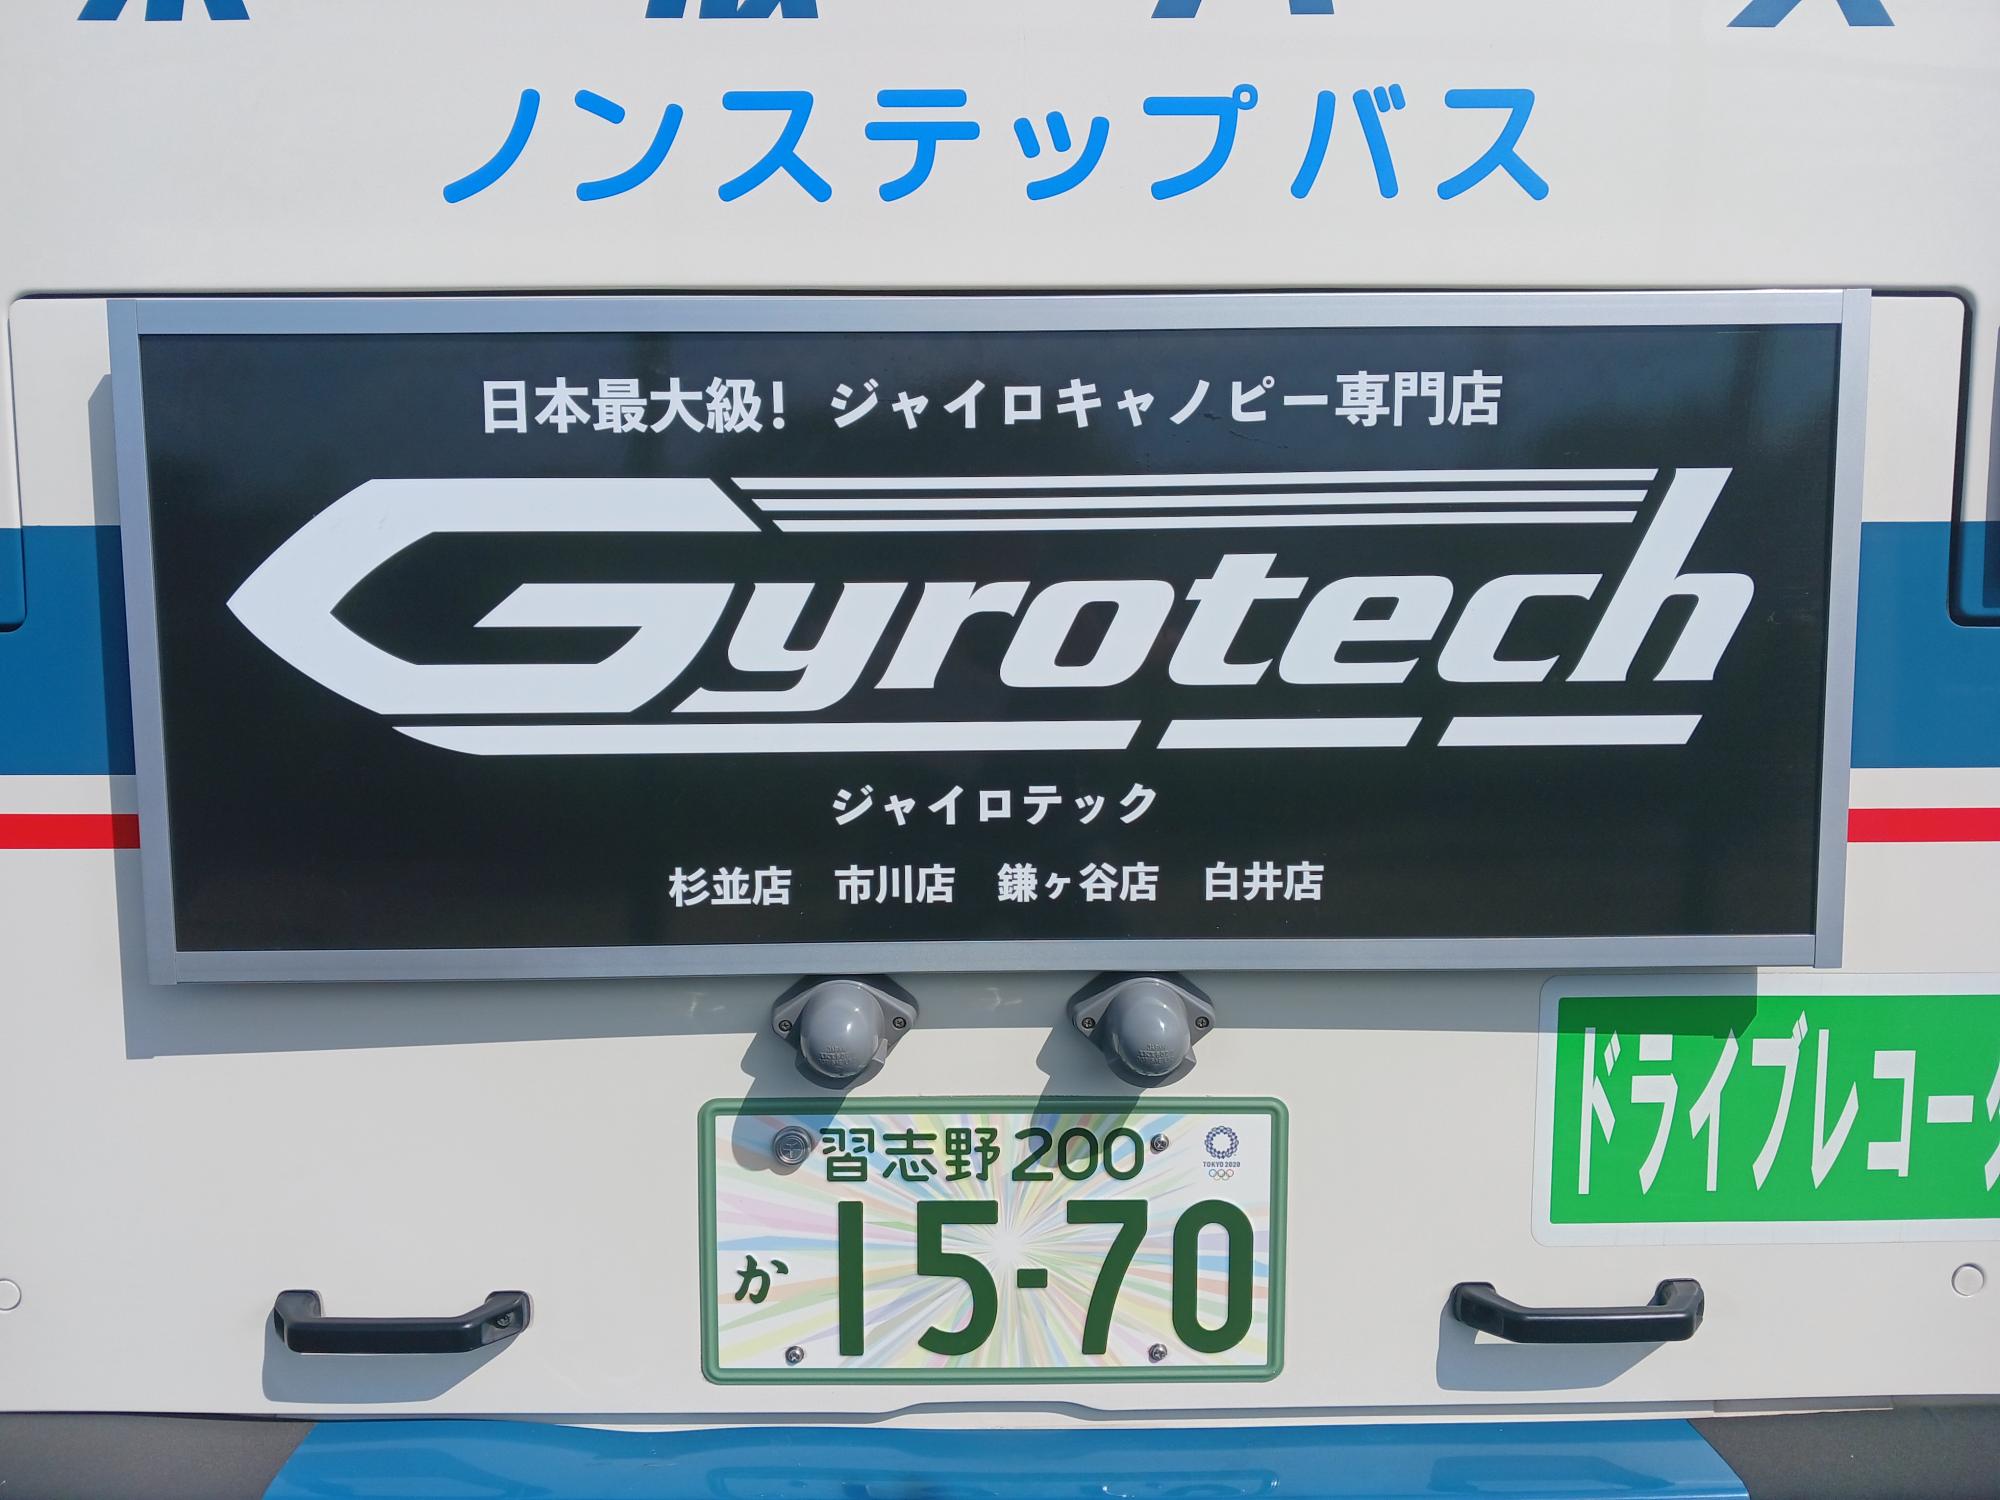 ノンステップバス
日本最大級! ジャイロキャノピー専門店
Gyrotech
ジャイロテック
杉並店 市川店 鎌ヶ谷店 白井店
ドライブレコー
習志野 200
TOKYO 2020
か 15-70